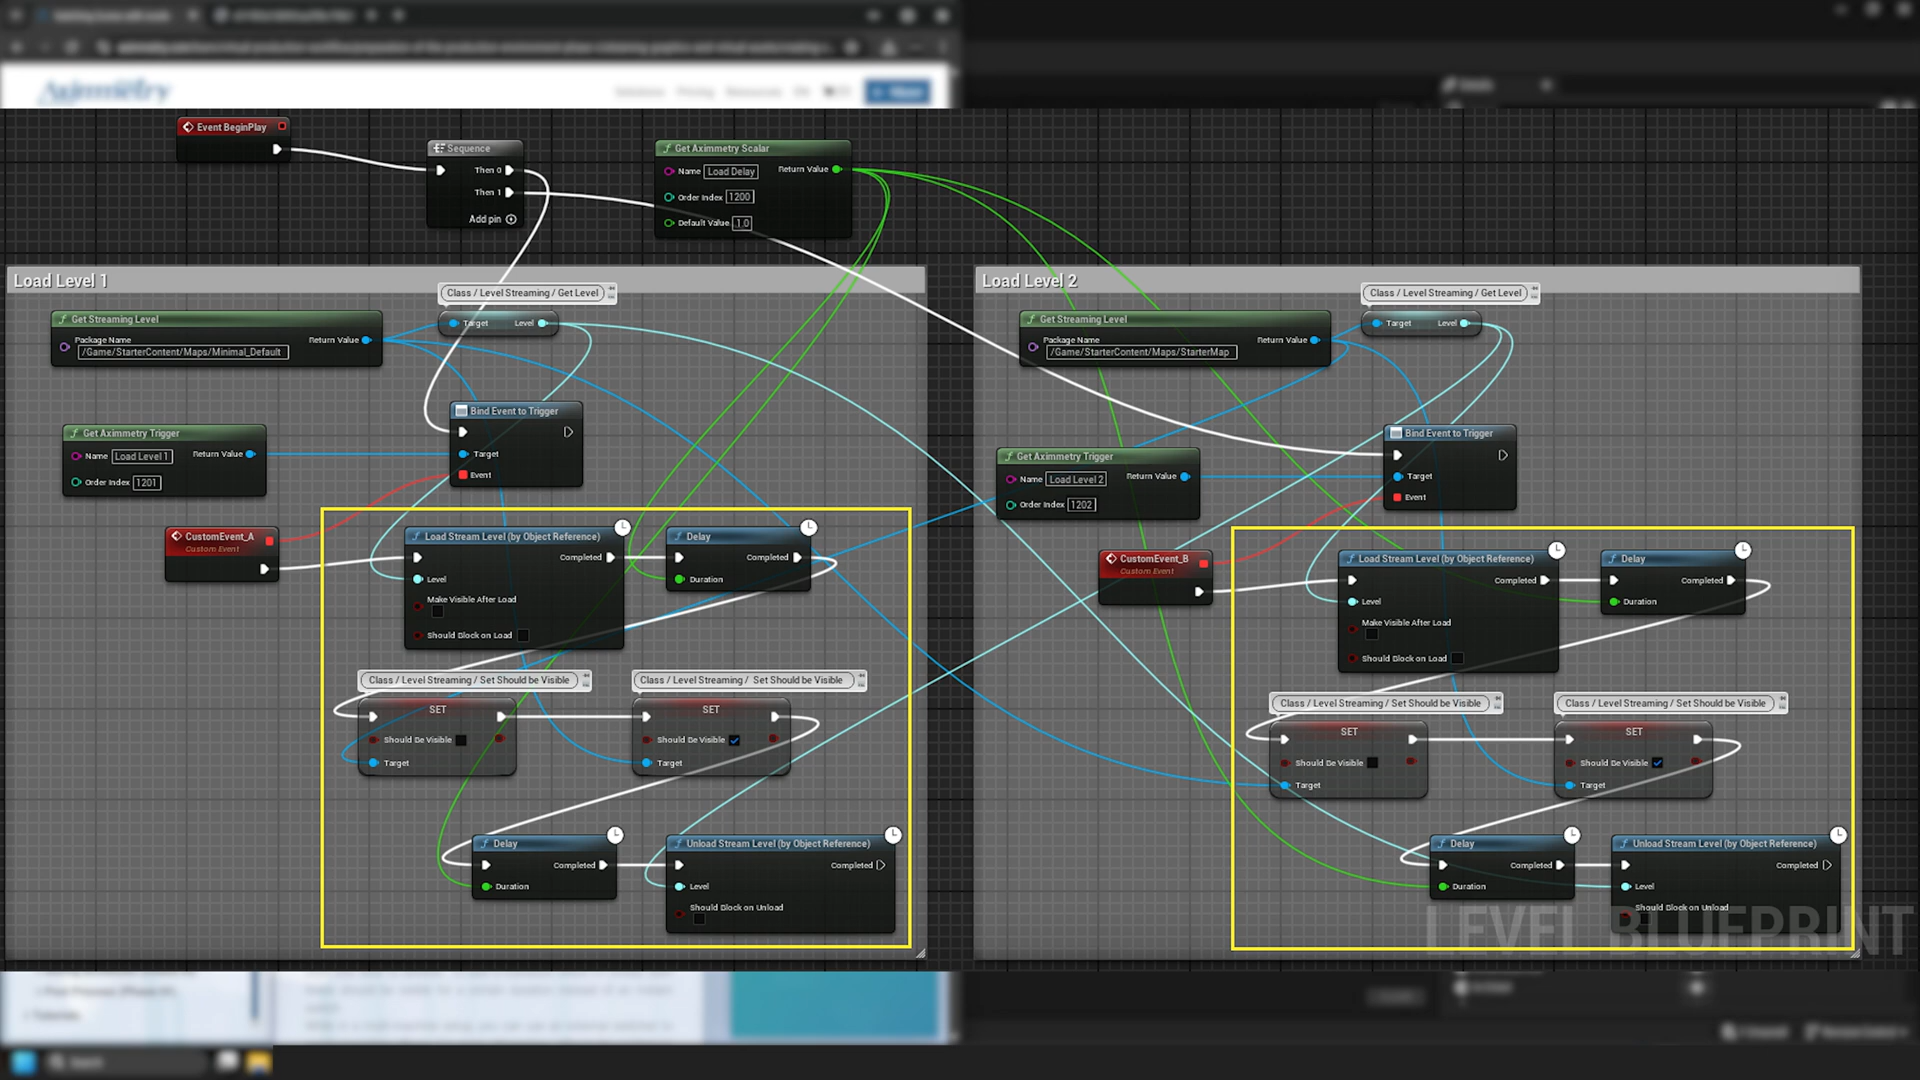 Aximmetry
Details
Event BeginPlay
Sequence
Then 0
Then 1
Add pin
Get Aximmetry Scalar
Name Load Delay Return Value
Order Index 1200
Default Value 1.0
Load Level 1
Class / Level Streaming / Get Level
Get Streaming Level
Package Name
/Game/StarterContent/Maps/Minimal_Default
Return Value
Target Level
Bind Event to Trigger
Target
Event
Get Aximmetry Trigger
Name Load Level 1 Return Value
Order Index 1201
CustomEvent_A
Custom Event
Load Stream Level (by Object Reference)
Completed
Level
Make Visible After Load
Should Block on Load
Delay
Completed
Duration
Class / Level Streaming / Set Should be Visible
SET
Should Be Visible
Target
Class / Level Streaming / Set Should be Visible
SET
Should Be Visible
Target
Delay
Completed
Duration
Unload Stream Level (by Object Reference)
Completed
Level
Should Block on Unload
Load Level 2
Class / Level Streaming / Get Level
Get Streaming Level
Package Name
/Game/StarterContent/Maps/StarterMap
Return Value
Target Level
Bind Event to Trigger
Target
Event
Get Aximmetry Trigger
Name Load Level 2 Return Value
Order Index 1202
CustomEvent_B
Custom Event
Load Stream Level (by Object Reference)
Completed
Level
Make Visible After Load
Should Block on Load
Delay
Completed
Duration
Class / Level Streaming / Set Should be Visible
SET
Should Be Visible
Target
Class / Level Streaming / Set Should be Visible
SET
Should Be Visible
Target
Delay
Completed
Duration
Unload Stream Level (by Object Reference)
Completed
Level
Should Block on Unload
LEVEL BLUEPRINT
Search